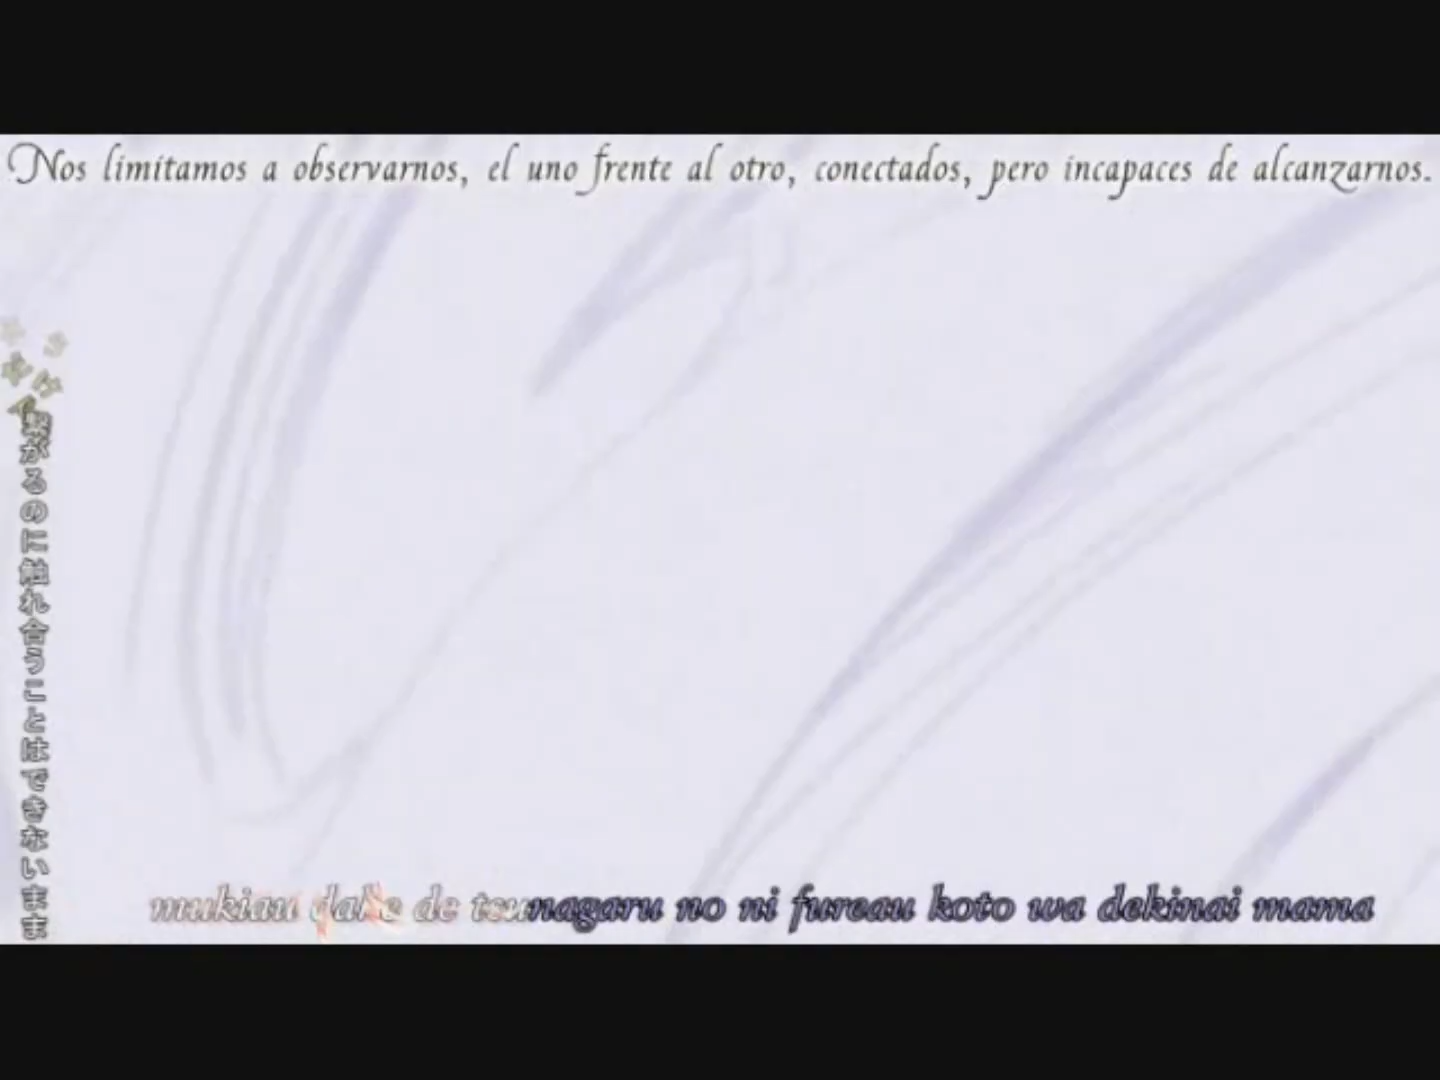 Nos limitamos a observarnos, el uno frente al otro, conectados, pero incapaces de alcanzarnos.
繋がるのに触れ合うことはできないまま
mukiau dake de tsunagaru no ni fureau koto wa dekinai mama